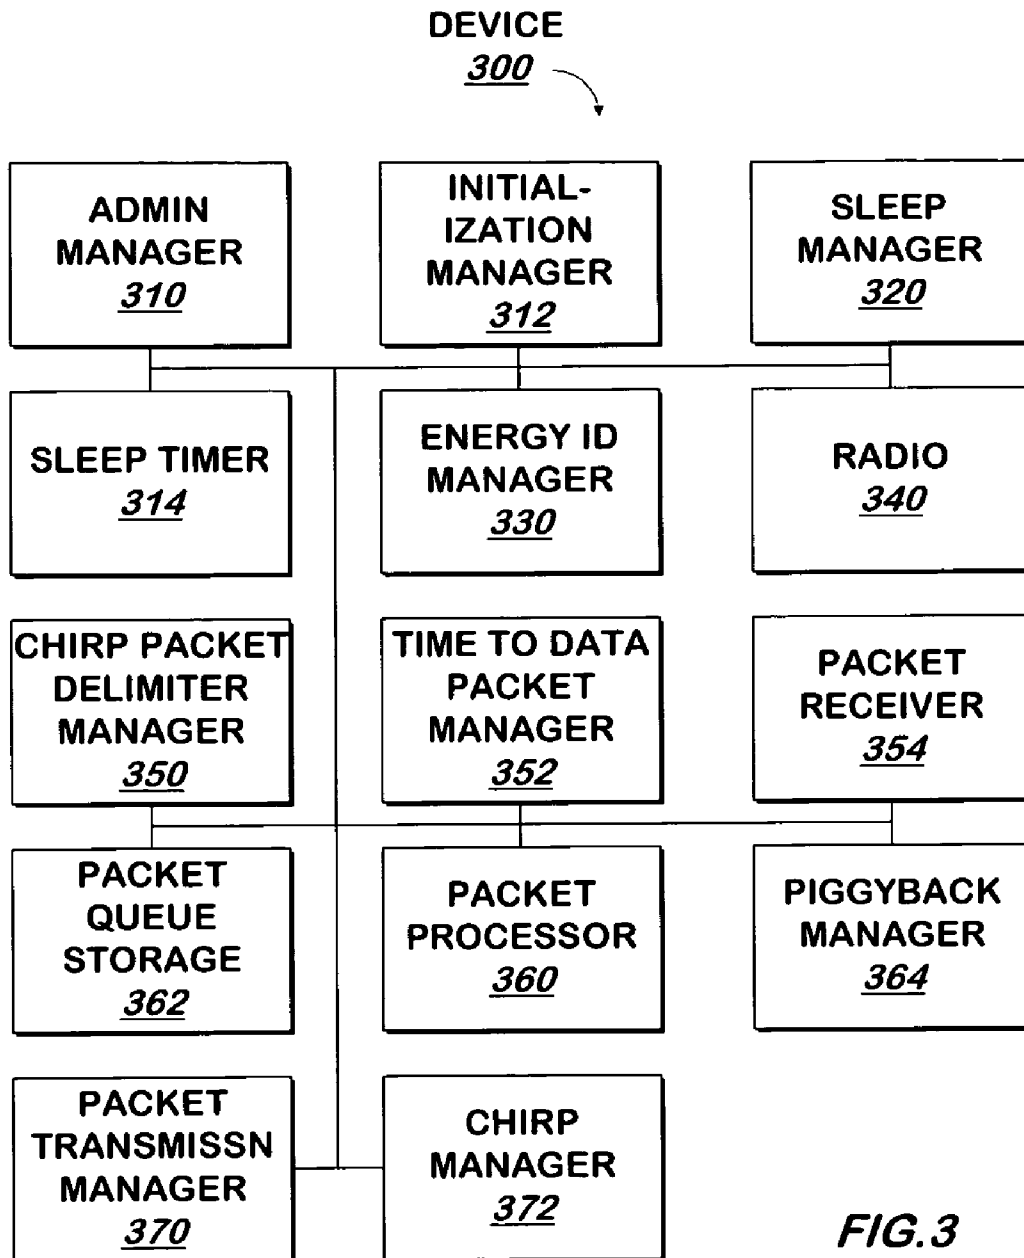 DEVICE
300
ADMIN
MANAGER
310
INITIAL-
IZATION
MANAGER
312
SLEEP
MANAGER
320
SLEEP TIMER
314
ENERGY ID
MANAGER
330
RADIO
340
CHIRP PACKET
DELIMITER
MANAGER
350
TIME TO DATA
PACKET
MANAGER
352
PACKET
RECEIVER
354
PACKET
QUEUE
STORAGE
362
PACKET
PROCESSOR
360
PIGGYBACK
MANAGER
364
PACKET
TRANSMISSN
MANAGER
370
CHIRP
MANAGER
372
FIG.3